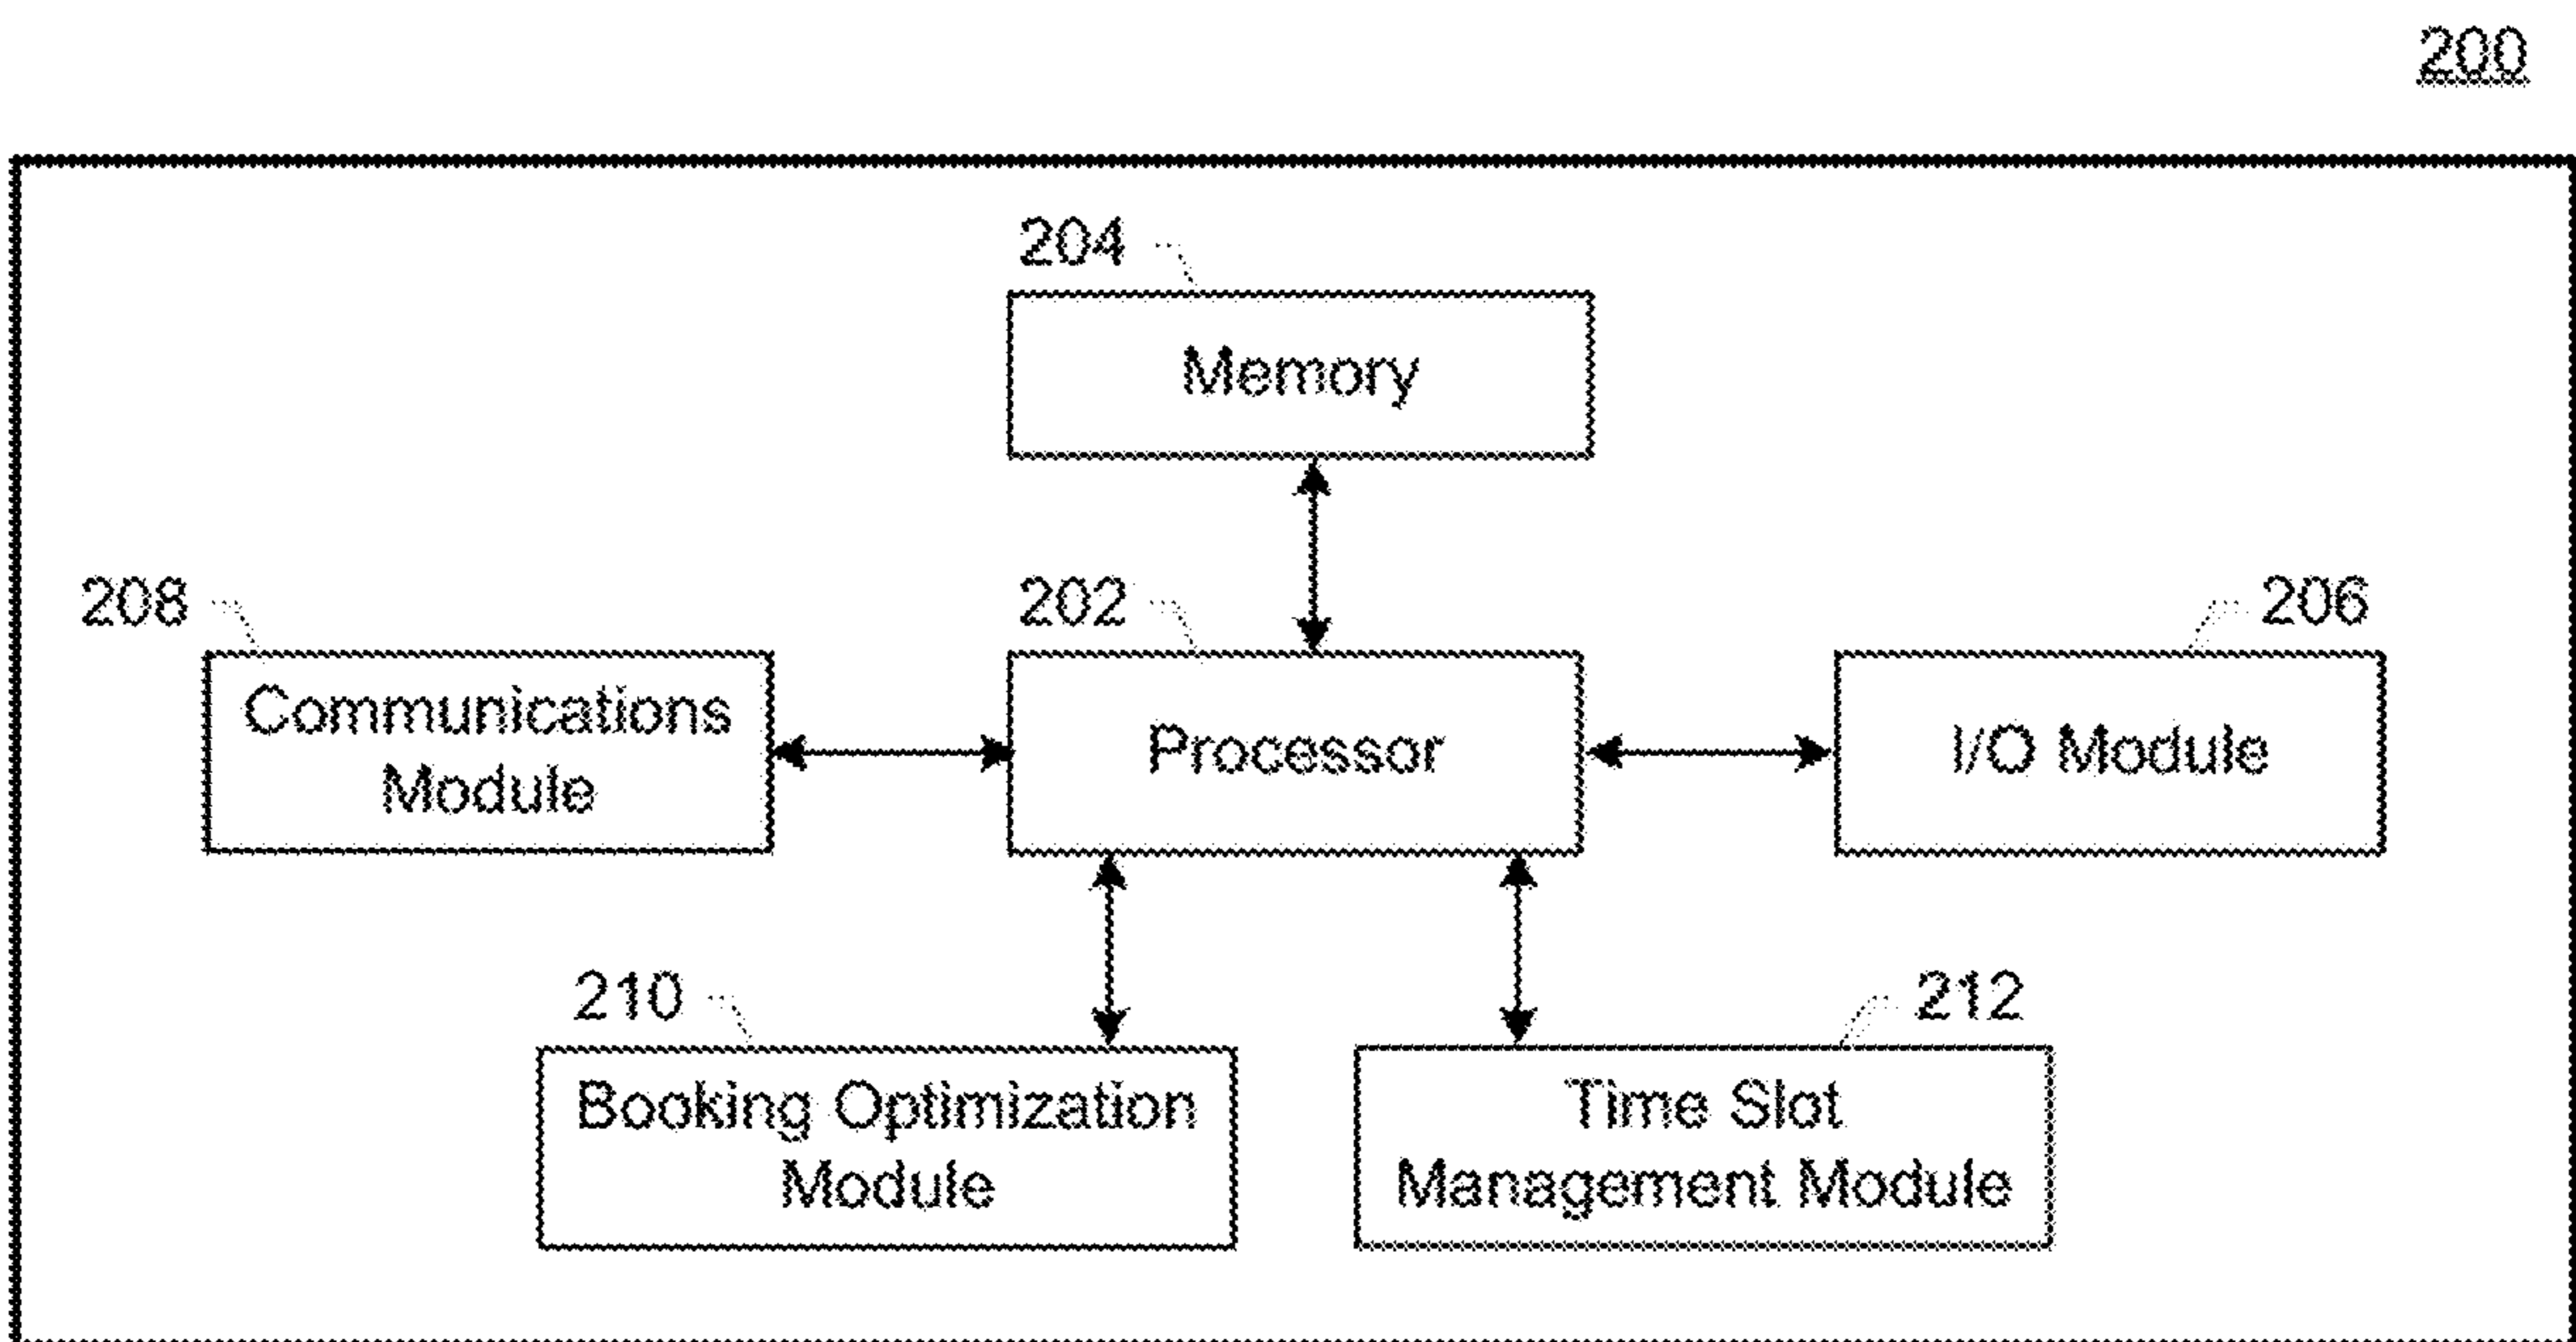 200
204
Memory
208
202
206
Communications
Module
Processor
I/O Module
210
212
Booking Optimization
Module
Time Slot
Management Module